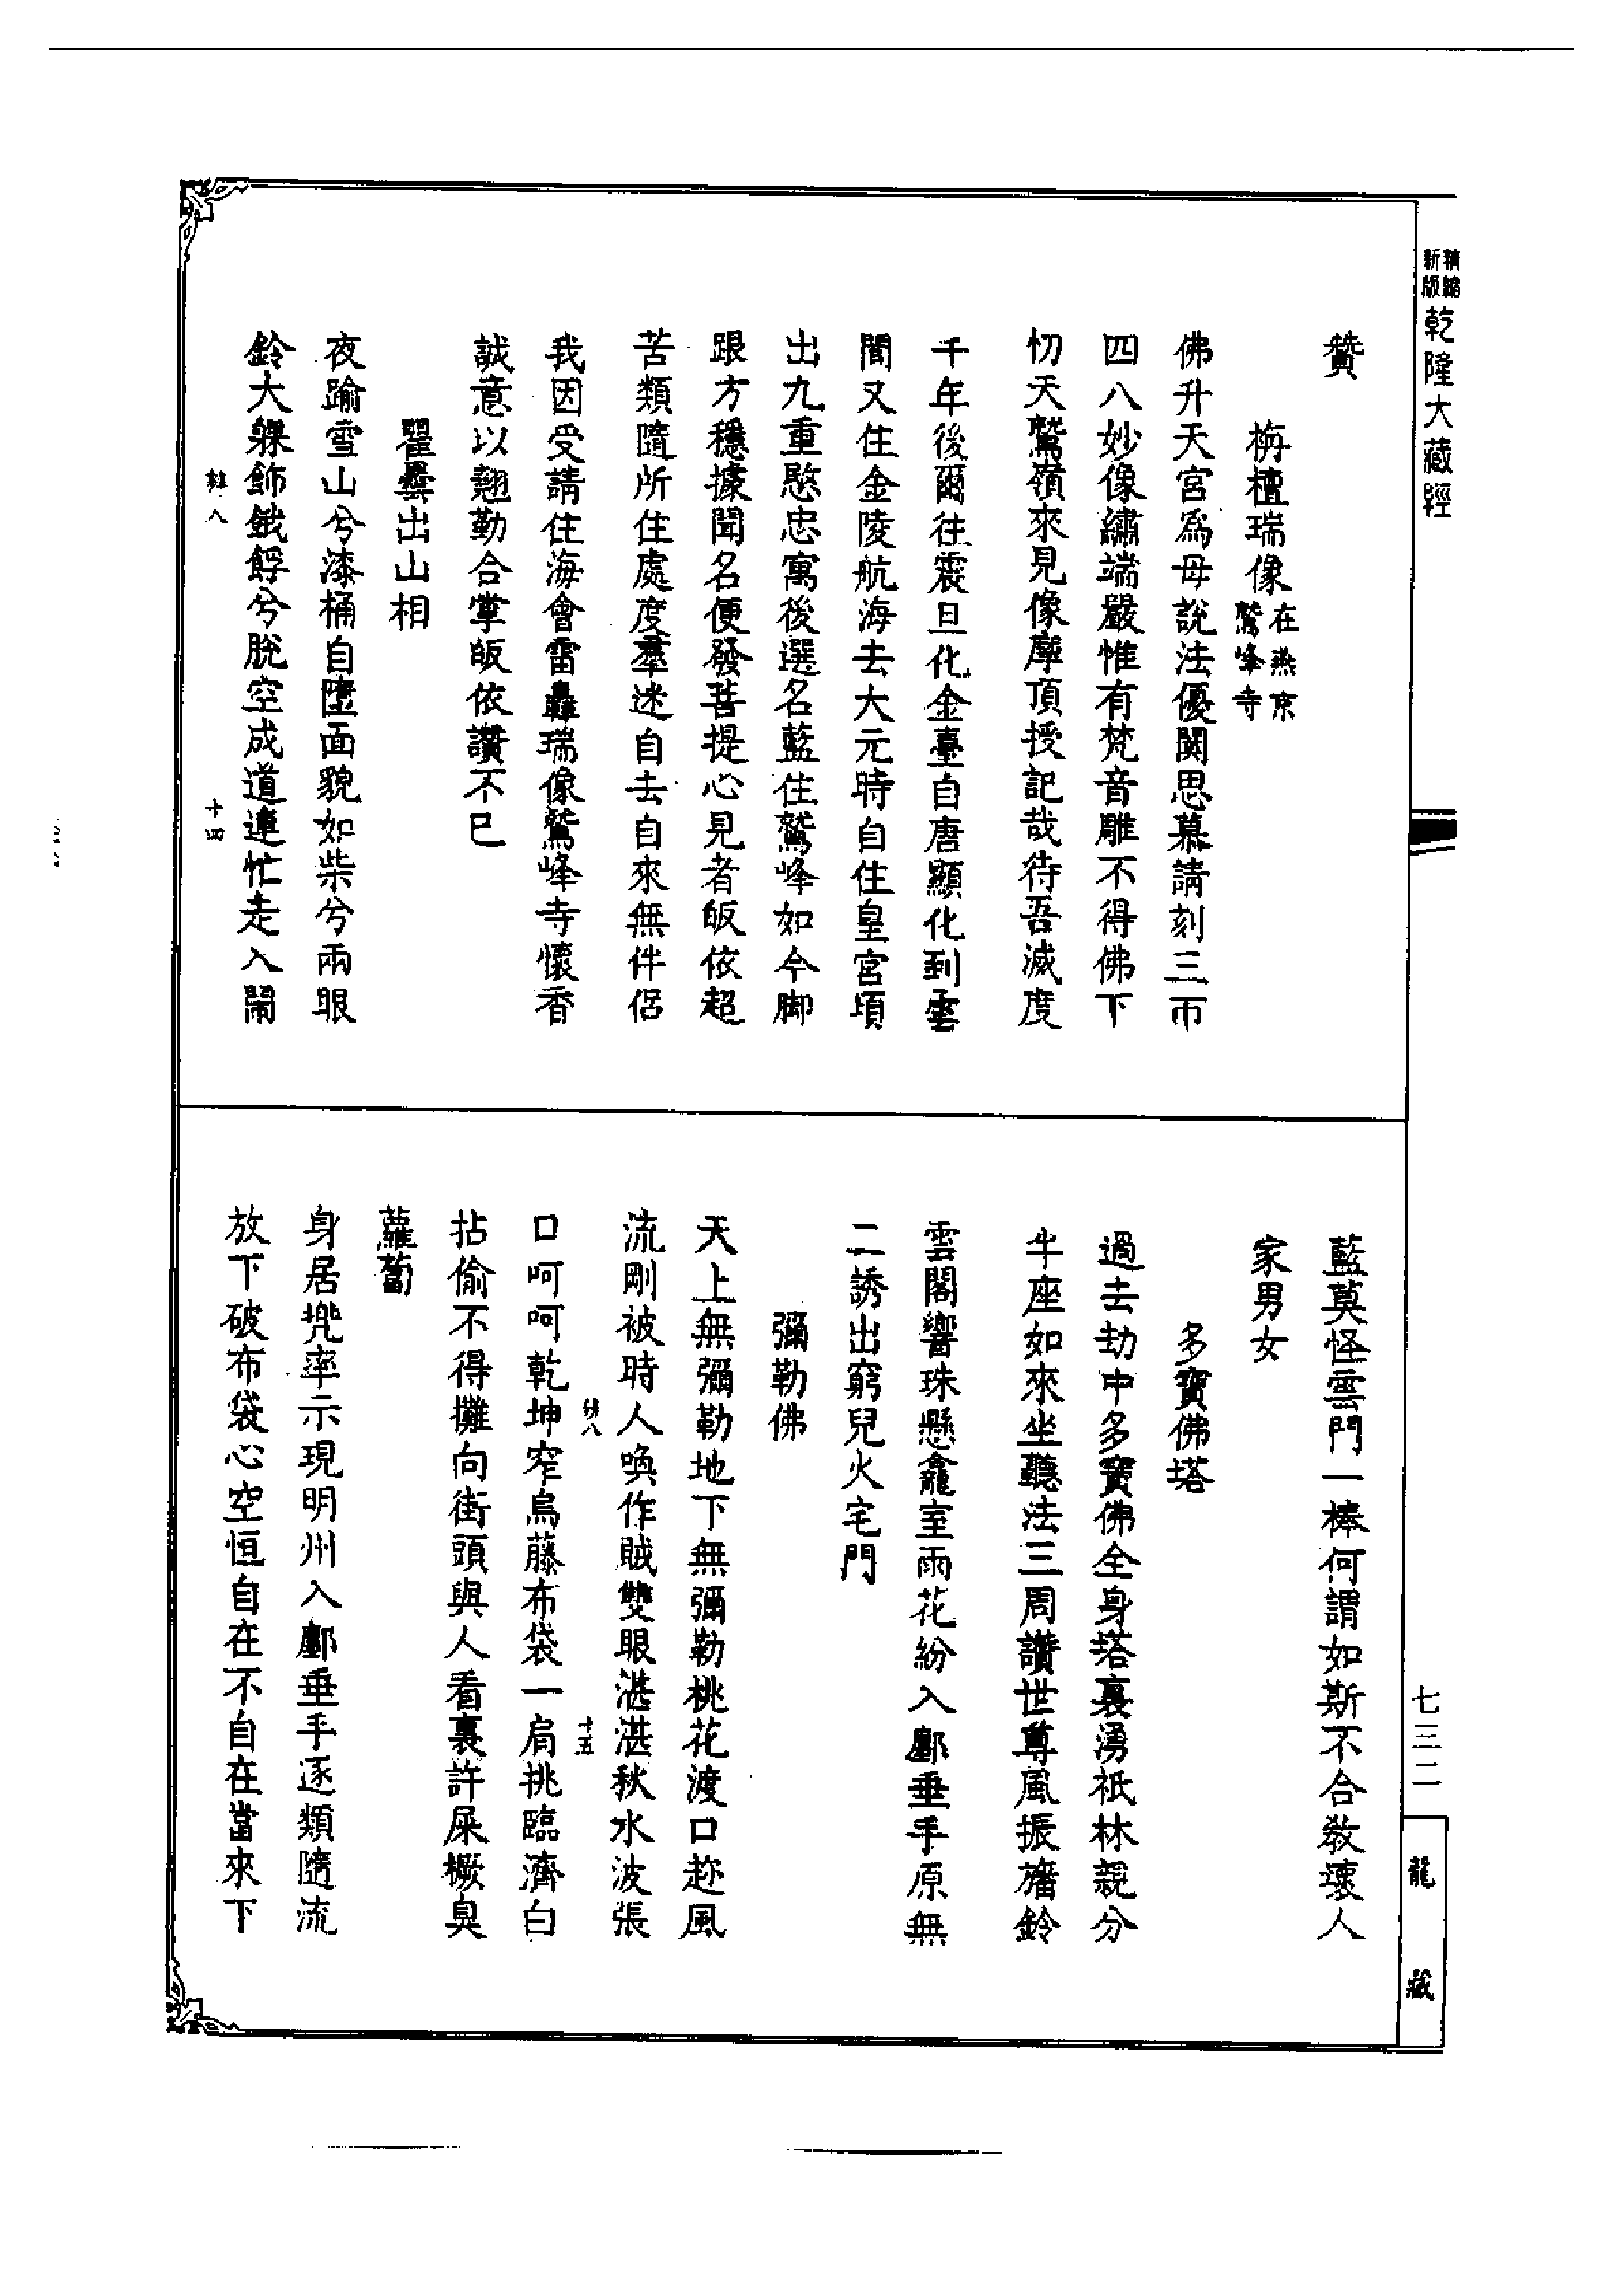 精縮新版乾隆大藏經
贊
栴檀瑞像在燕京鷲峰寺
佛升天宮爲母說法優闐思慕請刻三帀
四八妙像繡端嚴惟有梵音雕不得佛下
忉天鷲嶺來見像摩頂授記哉待吾滅度
千年後爾往震旦化金臺自唐顯化到雲
間又住金陵航海去大元時自住皇宮頃
出九重愍忠寓後選名藍住鷲峰如今脚
跟方穩據聞名便發菩提心見者皈依超
苦類隨所住處度羣迷自去自來無伴侶
我因受請住海會雷轟瑞像鷲峰寺懷香
誠意以翹勤合掌皈依讚不已
瞿曇出山相
夜踰雪山兮漆桶自墮面貌如柴兮兩眼
鈴大躶飾餓殍兮脫空成道連忙走入鬧
八
十四
藍莫怪雲門一棒何謂如斯不合敎壞人
家男女
多寶佛塔
過去劫中多寶佛全身塔裏湧祇林親分
半座如來坐聽法三周讚世尊風振旛鈴
雲閣響珠懸龕室雨花紛入鄽垂手原無
二誘出窮兒火宅門
彌勒佛
天上無彌勒地下無彌勒桃花渡口趂風
流剛被時人喚作賊雙眼湛湛秋水波張
八
十五
口呵呵乾坤窄烏藤布袋一肩挑臨濟白
拈偷不得攤向街頭與人看裏許屎橛臭
蘿蔔
身居兠率示現明州入鄽垂手逐類隨流
放下破布袋心空恒自在不自在當來下
七三二
龍藏